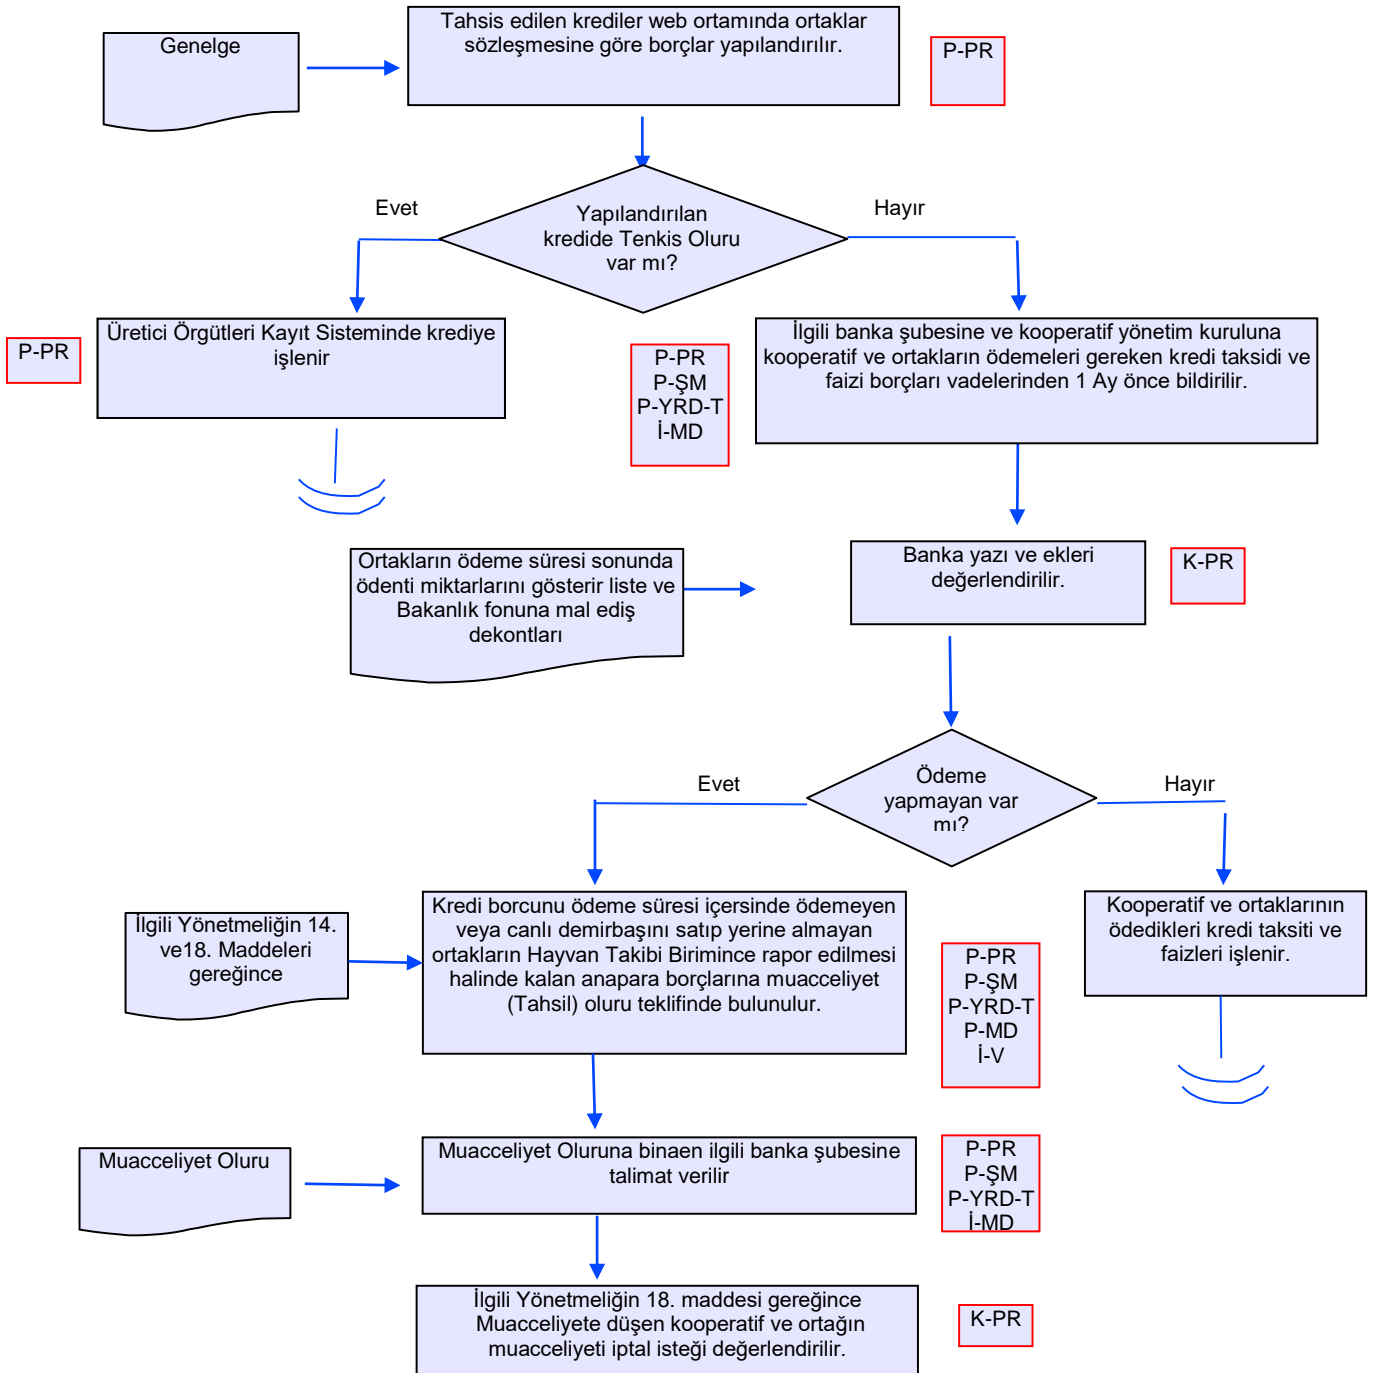 Tahsis edilen krediler web ortamında ortaklar
sözleşmesine göre borçlar yapılandırılır.
Genelge
P-PR
Evet
Hayır
Yapılandırılan
kredide Tenkis Oluru
var mı?
Üretici Örgütleri Kayıt Sisteminde krediye
işlenir
P-PR
P-PR
P-ŞM
P-YRD-T
İ-MD
İlgili banka şubesine ve kooperatif yönetim kuruluna
kooperatif ve ortakların ödemeleri gereken kredi taksidi ve
faizi borçları vadelerinden 1 Ay önce bildirilir.
Ortakların ödeme süresi sonunda
ödenti miktarlarını gösterir liste ve
Bakanlık fonuna mal ediş
dekontları
Banka yazı ve ekleri
değerlendirilir.
K-PR
Evet
Hayır
Ödeme
yapmayan var
mı?
İlgili Yönetmeliğin 14.
ve18. Maddeleri
gereğince
Kredi borcunu ödeme süresi içersinde ödemeyen
veya canlı demirbaşını satıp yerine almayan
ortakların Hayvan Takibi Birimince rapor edilmesi
halinde kalan anapara borçlarına muacceliyet
(Tahsil) oluru teklifinde bulunulur.
P-PR
P-ŞM
P-YRD-T
P-MD
İ-V
Kooperatif ve ortaklarının
ödedikleri kredi taksiti ve
faizleri işlenir.
Muacceliyet Oluru
Muacceliyet Oluruna binaen ilgili banka şubesine
talimat verilir
P-PR
P-ŞM
P-YRD-T
İ-MD
İlgili Yönetmeliğin 18. maddesi gereğince
Muacceliyete düşen kooperatif ve ortağın
muacceliyeti iptal isteği değerlendirilir.
K-PR